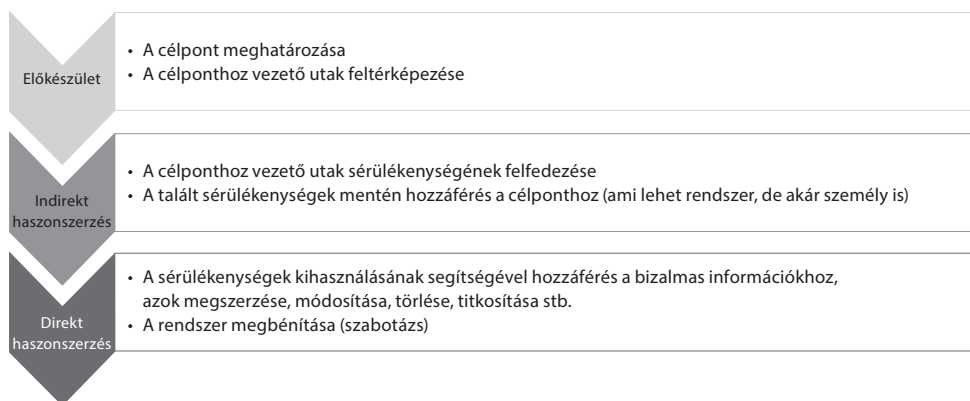 Előkészület
• A célpont meghatározása
• A célponthoz vezető utak feltérképezése
Indirekt
haszonszerzés
• A célponthoz vezető utak sérülékenységének felfedezése
• A talált sérülékenységek mentén hozzáférés a célponthoz (ami lehet rendszer, de akár személy is)
Direkt
haszonszerzés
• A sérülékenységek kihasználásának segítségével hozzáférés a bizalmas információkhoz,
azok megszerzése, módosítása, törlése, titkosítása stb.
• A rendszer megbénítása (szabotázs)